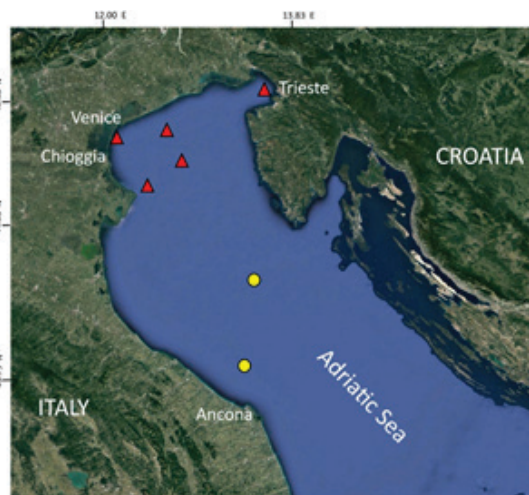 12.00 E
13.83 E
Trieste
Venice
Chioggia
CROATIA
Adriatic Sea
ITALY
Ancona